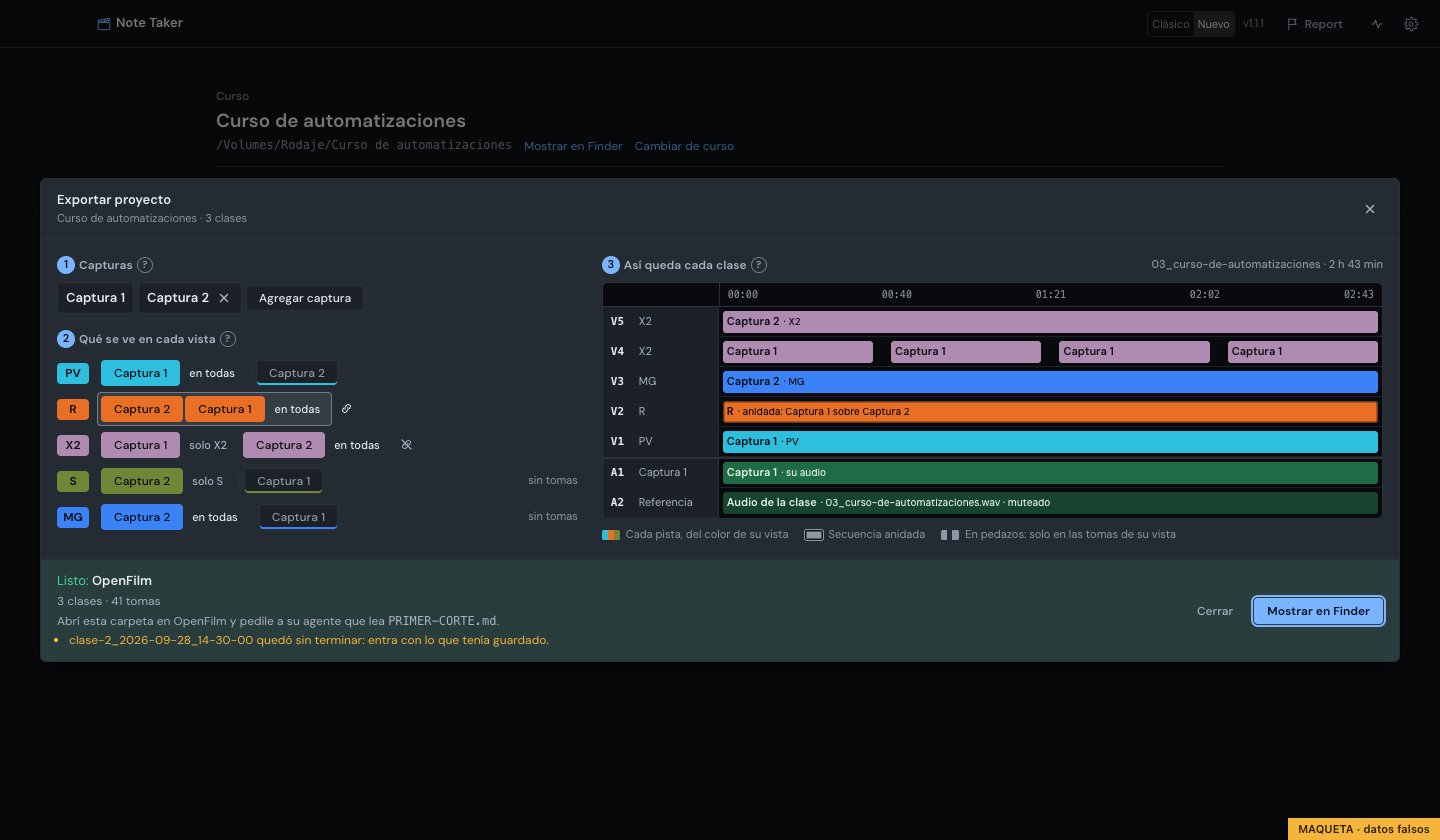 Note Taker
Clásico Nuevo v1.1.1 Report
Curso
Curso de automatizaciones
/Volumes/Rodaje/Curso de automatizaciones Mostrar en Finder Cambiar de curso
Exportar proyecto
Curso de automatizaciones · 3 clases
1 Capturas ?
Captura 1 Captura 2 Agregar captura
2 Qué se ve en cada vista ?
PV Captura 1 en todas Captura 2
R Captura 2 Captura 1 en todas
X2 Captura 1 solo X2 Captura 2 en todas
S Captura 2 solo S Captura 1 sin tomas
MG Captura 2 en todas Captura 1 sin tomas
3 Así queda cada clase ? 03_curso-de-automatizaciones · 2 h 43 min
00:00 00:40 01:21 02:02 02:43
V5 X2 Captura 2 · X2
V4 X2 Captura 1 Captura 1 Captura 1 Captura 1
V3 MG Captura 2 · MG
V2 R R · anidada: Captura 1 sobre Captura 2
V1 PV Captura 1 · PV
A1 Captura 1 Captura 1 · su audio
A2 Referencia Audio de la clase · 03_curso-de-automatizaciones.wav · muteado
Cada pista, del color de su vista Secuencia anidada En pedazos: solo en las tomas de su vista
Listo: OpenFilm
3 clases · 41 tomas
Abrí esta carpeta en OpenFilm y pedile a su agente que lea PRIMER-CORTE.md.
• clase-2_2026-09-28_14-30-00 quedó sin terminar: entra con lo que tenía guardado.
Cerrar Mostrar en Finder
MAQUETA · datos falsos